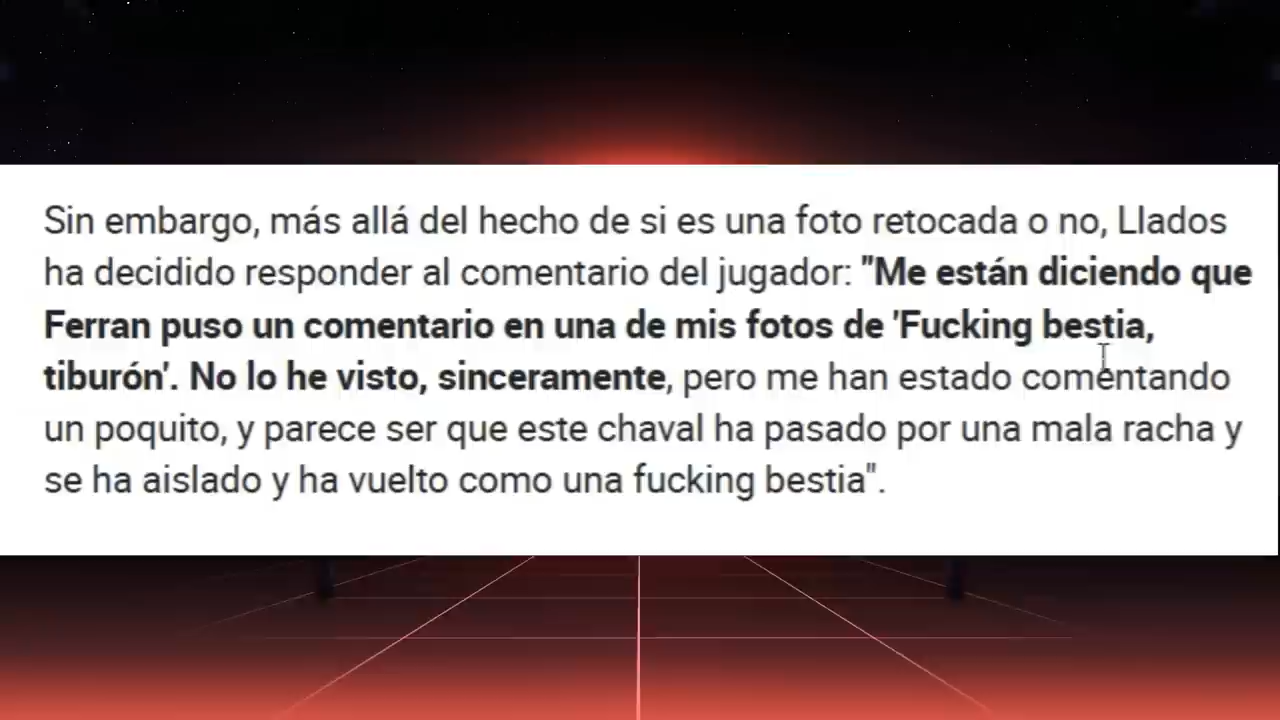 Sin embargo, más allá del hecho de si es una foto retocada o no, Llados
ha decidido responder al comentario del jugador: "Me están diciendo que
Ferran puso un comentario en una de mis fotos de 'Fucking bestia,
tiburón'. No lo he visto, sinceramente, pero me han estado comentando
un poquito, y parece ser que este chaval ha pasado por una mala racha y
se ha aislado y ha vuelto como una fucking bestia".